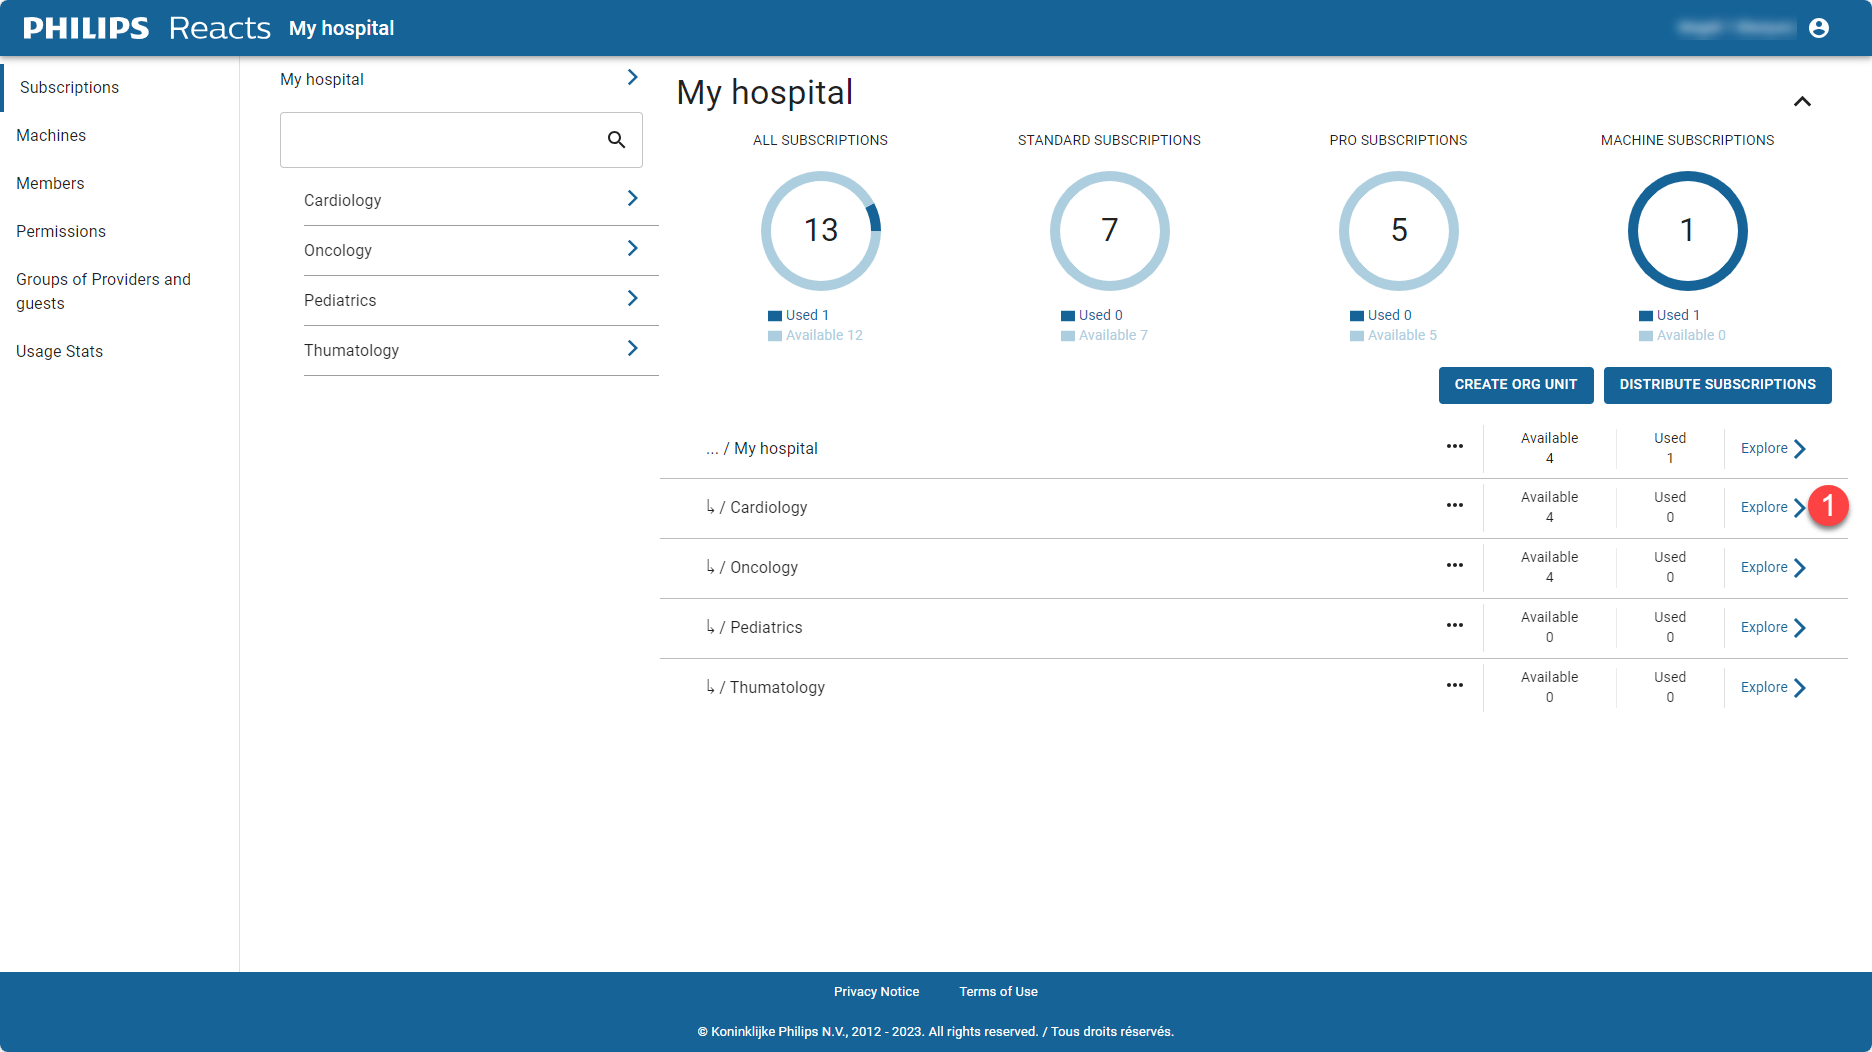 PHILIPS Reacts My hospital
Subscriptions
Machines
Members
Permissions
Groups of Providers and
guests
Usage Stats
My hospital
Cardiology
Oncology
Pediatrics
Thumatology
My hospital
ALL SUBSCRIPTIONS
13
Used 1
Available 12
STANDARD SUBSCRIPTIONS
7
Used 0
Available 7
PRO SUBSCRIPTIONS
5
Used 0
Available 5
MACHINE SUBSCRIPTIONS
1
Used 1
Available 0
CREATE ORG UNIT
DISTRIBUTE SUBSCRIPTIONS
... / My hospital ••• Available 4 Used 1 Explore
↳ / Cardiology ••• Available 4 Used 0 Explore 1
↳ / Oncology ••• Available 4 Used 0 Explore
↳ / Pediatrics ••• Available 0 Used 0 Explore
↳ / Thumatology ••• Available 0 Used 0 Explore
Privacy Notice Terms of Use
© Koninklijke Philips N.V., 2012 - 2023. All rights reserved. / Tous droits réservés.